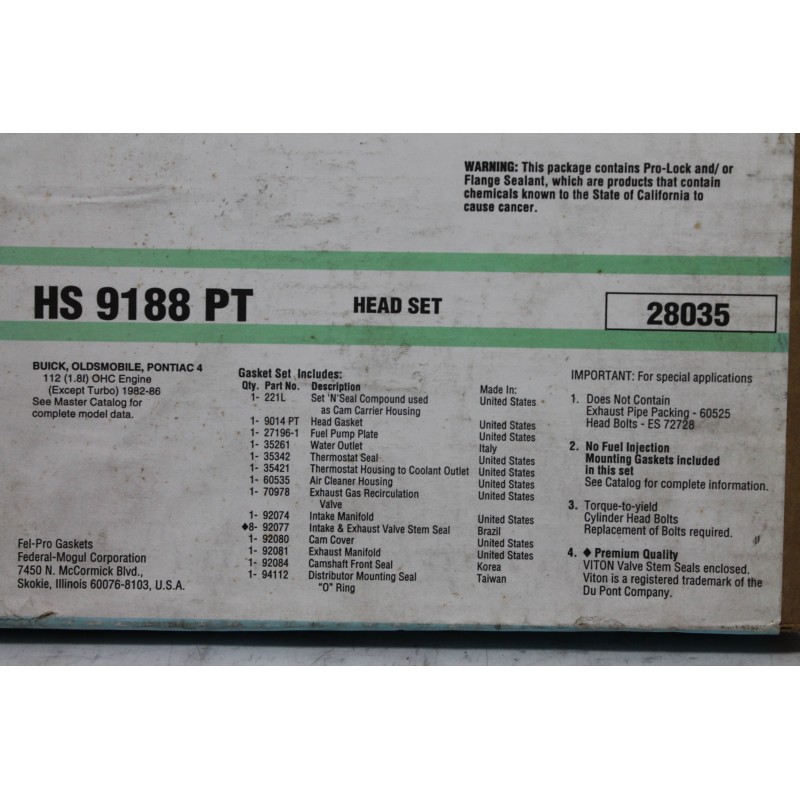 WARNING: This package contains Pro-Lock and/ or
Flange Sealant, which are products that contain
chemicals known to the State of California to
cause cancer.
HS 9188 PT
HEAD SET
28035
BUICK, OLDSMOBILE, PONTIAC 4
112 (1.8l) OHC Engine
(Except Turbo) 1982-86
See Master Catalog for
complete model data.
Fel-Pro Gaskets
Federal-Mogul Corporation
7450 N. McCormick Blvd.,
Skokie, Illinois 60076-8103, U.S.A.
Gasket Set Includes:
Qty. Part No. Description Made In:
1- 221L Set 'N'Seal Compound used United States
as Cam Carrier Housing
1- 9014 PT Head Gasket United States
1- 27196-1 Fuel Pump Plate United States
1- 35261 Water Outlet Italy
1- 35342 Thermostat Seal United States
1- 35421 Thermostat Housing to Coolant Outlet United States
1- 60535 Air Cleaner Housing United States
1- 70978 Exhaust Gas Recirculation United States
Valve
1- 92074 Intake Manifold United States
◆8- 92077 Intake & Exhaust Valve Stem Seal Brazil
1- 92080 Cam Cover United States
1- 92081 Exhaust Manifold United States
1- 92084 Camshaft Front Seal Korea
1- 94112 Distributor Mounting Seal Taiwan
"O" Ring
IMPORTANT: For special applications
1. Does Not Contain
Exhaust Pipe Packing - 60525
Head Bolts - ES 72728
2. No Fuel Injection
Mounting Gaskets included
in this set
See Catalog for complete information.
3. Torque-to-yield
Cylinder Head Bolts
Replacement of Bolts required.
4. ◆ Premium Quality
VITON Valve Stem Seals enclosed.
Viton is a registered trademark of the
Du Pont Company.